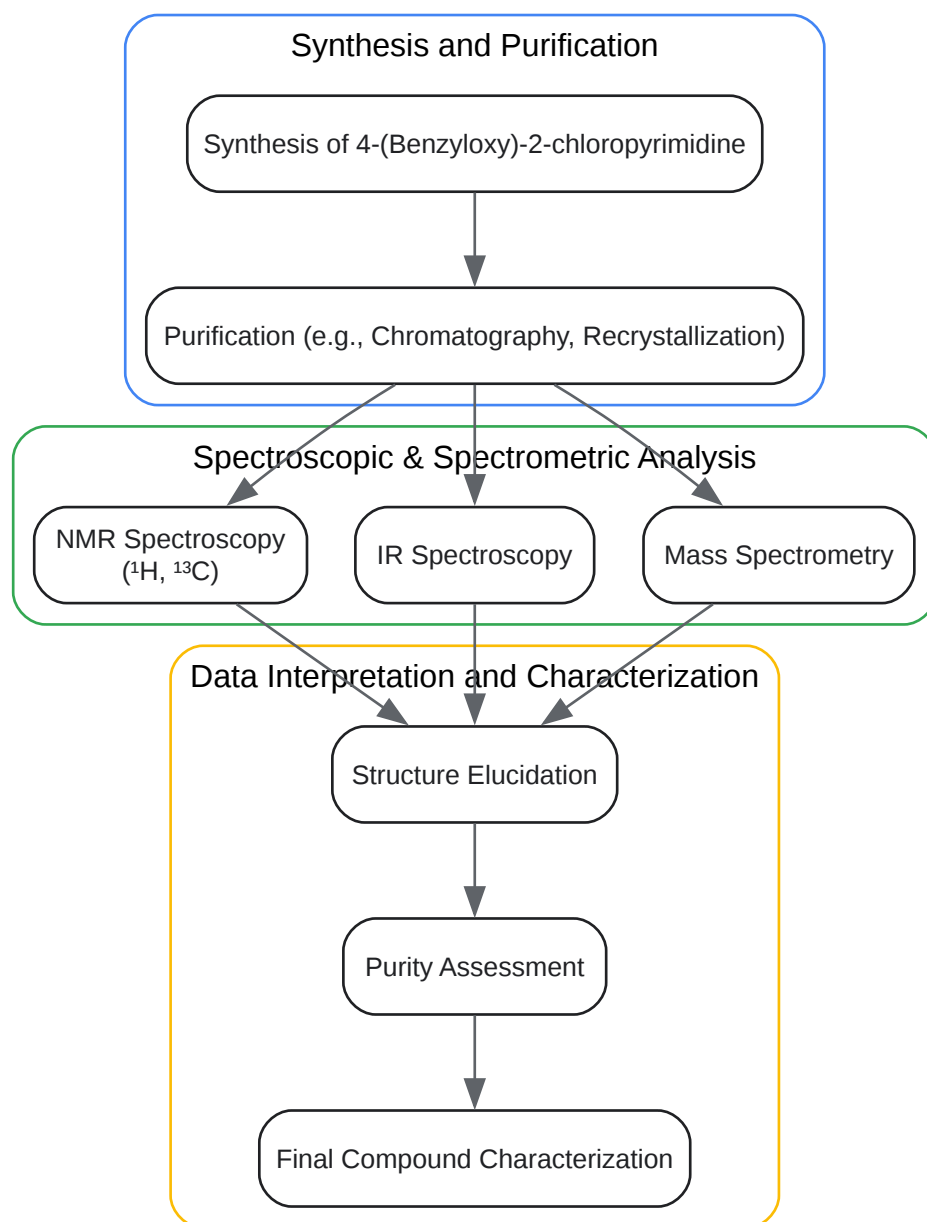 Synthesis and Purification
Synthesis of 4-(Benzyloxy)-2-chloropyrimidine
Purification (e.g., Chromatography, Recrystallization)
Spectroscopic & Spectrometric Analysis
NMR Spectroscopy
(¹H, ¹³C)
IR Spectroscopy
Mass Spectrometry
Data Interpretation and Characterization
Structure Elucidation
Purity Assessment
Final Compound Characterization